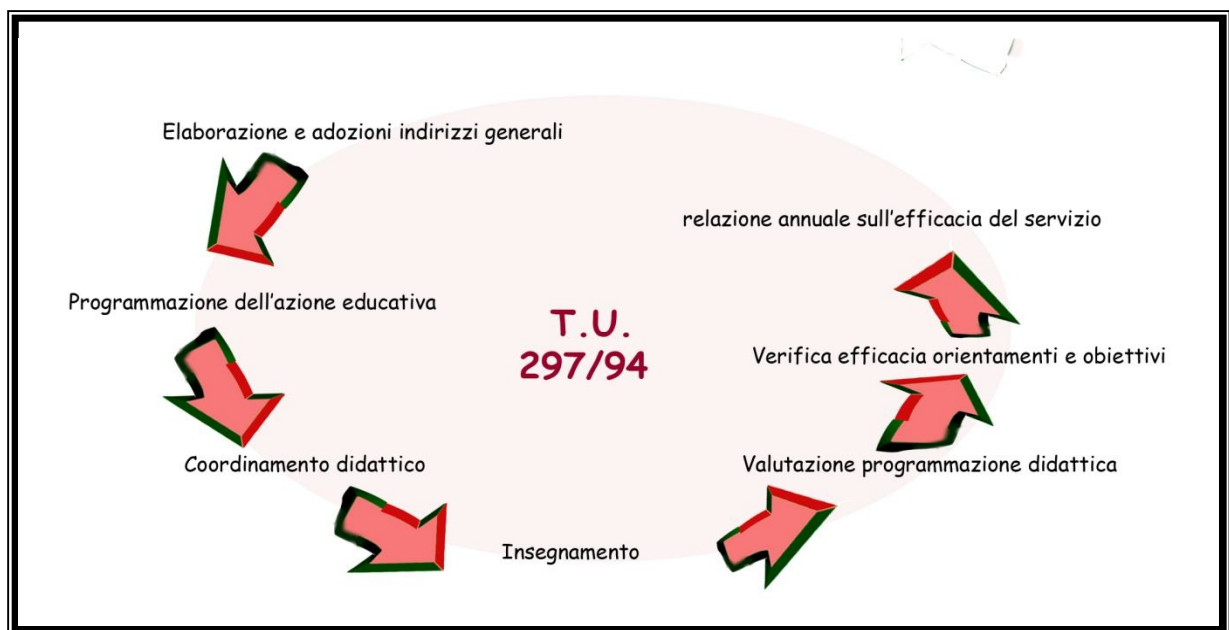 Elaborazione e adozioni indirizzi generali
Programmazione dell'azione educativa
Coordinamento didattico
Insegnamento
Valutazione programmazione didattica
Verifica efficacia orientamenti e obiettivi
relazione annuale sull'efficacia del servizio
T.U.
297/94